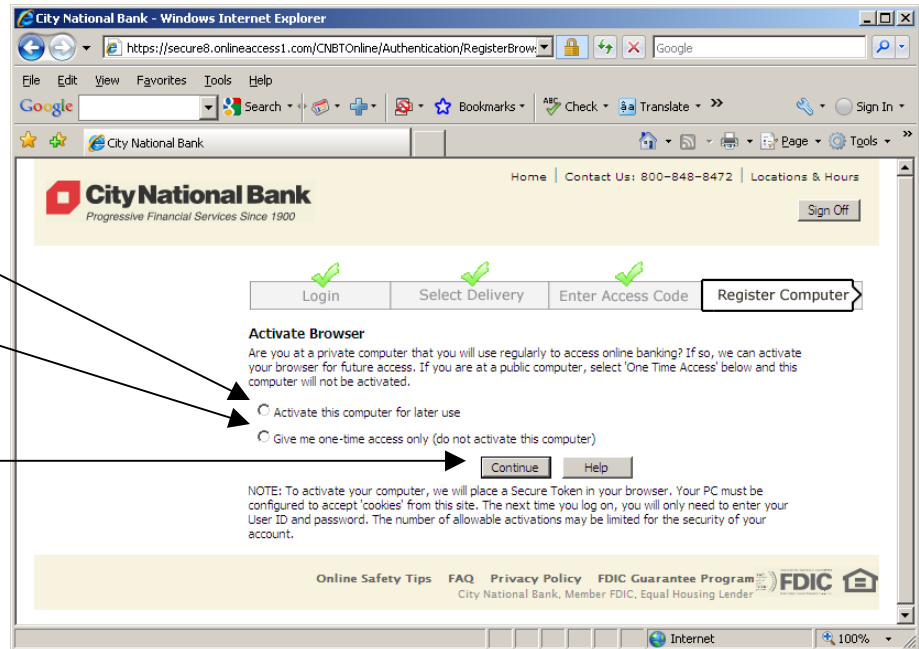 City National Bank - Windows Internet Explorer
https://secure8.onlineaccess1.com/CNBTOnline/Authentication/RegisterBrow
Google
File Edit View Favorites Tools Help
Google Search Bookmarks ABC Check Translate » Sign In
City National Bank Page Tools »
Home | Contact Us: 800-848-8472 | Locations & Hours
City National Bank
Progressive Financial Services Since 1900
Sign Off
Login Select Delivery Enter Access Code Register Computer
Activate Browser
Are you at a private computer that you will use regularly to access online banking? If so, we can activate
your browser for future access. If you are at a public computer, select 'One Time Access' below and this
computer will not be activated.
Activate this computer for later use
Give me one-time access only (do not activate this computer)
Continue Help
NOTE: To activate your computer, we will place a Secure Token in your browser. Your PC must be
configured to accept 'cookies' from this site. The next time you log on, you will only need to enter your
User ID and password. The number of allowable activations may be limited for the security of your
account.
Online Safety Tips FAQ Privacy Policy FDIC Guarantee Program
City National Bank, Member FDIC, Equal Housing Lender
FDIC
Internet 100%